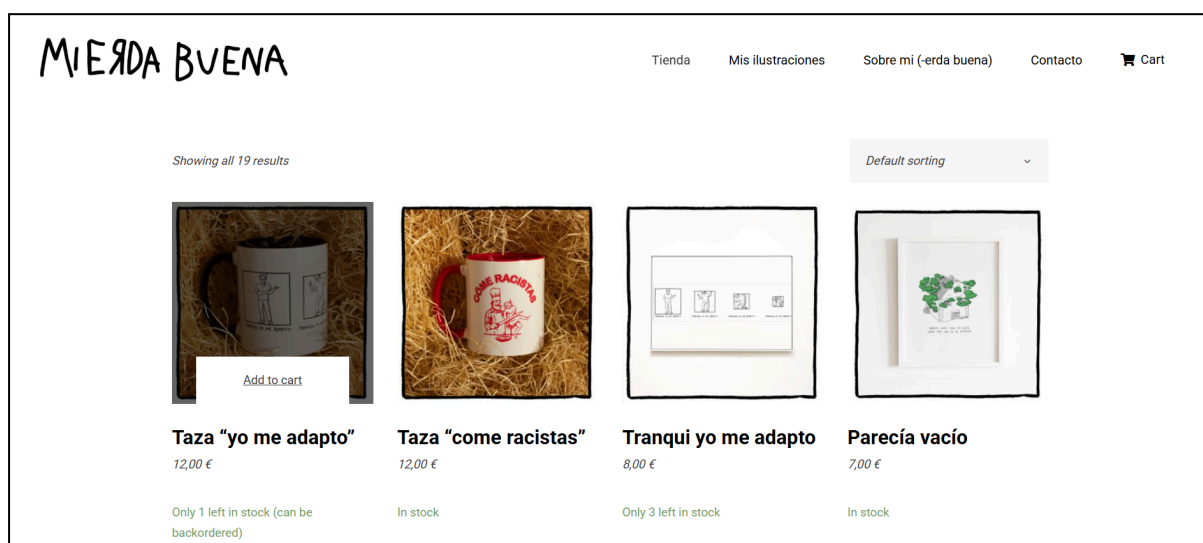 MIERDA BUENA
Tienda Mis ilustraciones Sobre mi (-erda buena) Contacto Cart
Showing all 19 results
Default sorting
COME RACISTAS
Add to cart
Taza “yo me adapto”
12,00 €
Only 1 left in stock (can be
backordered)
Taza “come racistas”
12,00 €
In stock
Tranqui yo me adapto
8,00 €
Only 3 left in stock
Parecía vacío
7,00 €
In stock